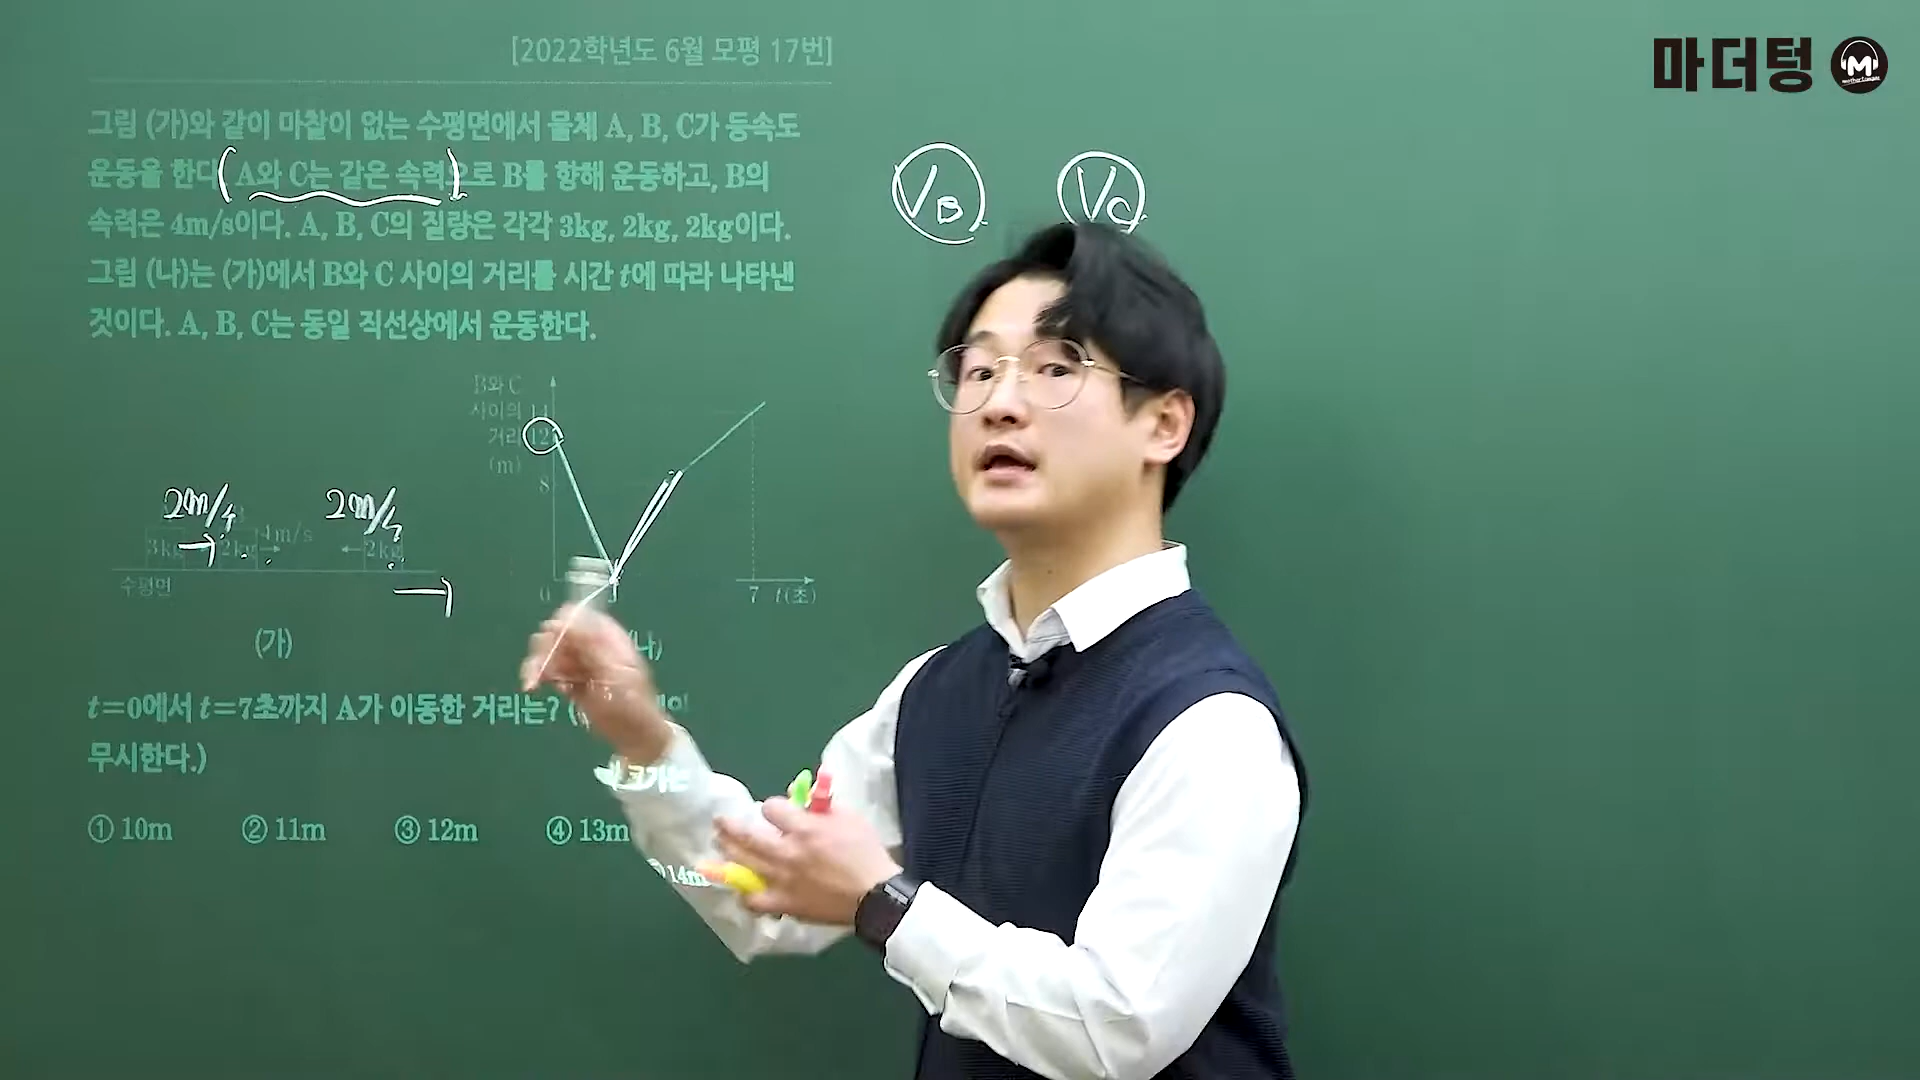 [2022학년도 6월 모평 17번]
마더텅 M
그림 (가)와 같이 마찰이 없는 수평면에서 물체 A, B, C가 등속도
운동을 한다(A와 C는 같은 속력)으로 B를 향해 운동하고, B의
속력은 4m/s이다. A, B, C의 질량은 각각 3kg, 2kg, 2kg이다.
그림 (나)는 (가)에서 B와 C 사이의 거리를 시간 t에 따라 나타낸
것이다. A, B, C는 동일 직선상에서 운동한다.
V_B V_C
B와 C
사이의
거리 12
(m)
8
2m/s 2m/s
3kg 2kg 4m/s 2kg
수평면
0 7 t(초)
(가) (나)
t=0에서 t=7초까지 A가 이동한 거리는? (
무시한다.)
크기는
① 10m ② 11m ③ 12m ④ 13m
14m